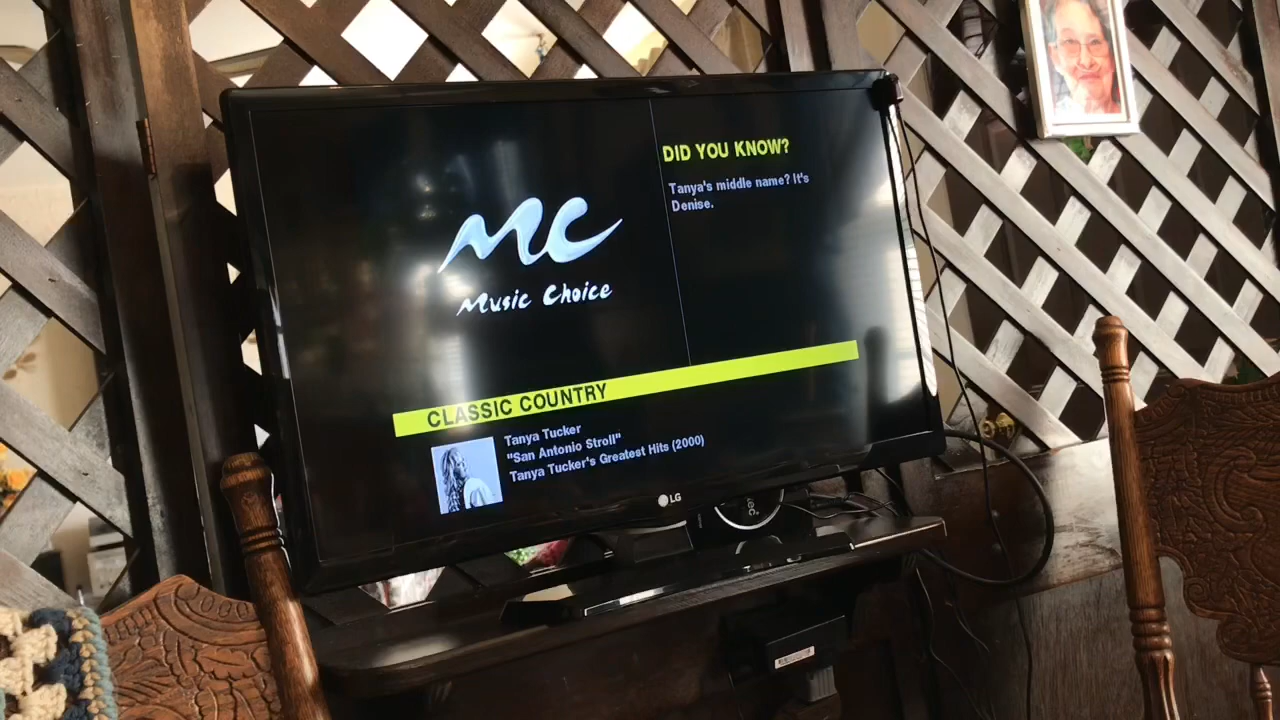 MC
Music Choice
DID YOU KNOW?
Tanya's middle name? It's
Denise.
CLASSIC COUNTRY
Tanya Tucker
"San Antonio Stroll"
Tanya Tucker's Greatest Hits (2000)
LG